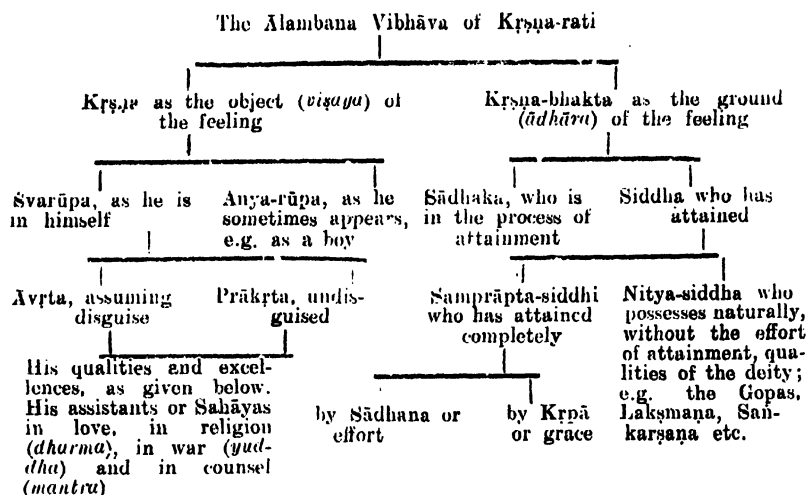 The Alambana Vibhāva of Kṛṣṇa-rati
Kṛṣṇa as the object (viṣaya) of
the feeling
Kṛṣṇa-bhakta as the ground
(ādhāra) of the feeling
Svarūpa, as he is
in himself
Anya-rūpa, as he
sometimes appears,
e.g. as a boy
Sādhaka, who is
in the process of
attainment
Siddha who has
attained
Āvṛta, assuming
disguise
Prākṛta, undis-
guised
Samprāpta-siddhi
who has attained
completely
Nitya-siddha who
possesses naturally,
without the effort
of attainment, qua-
lities of the deity;
e.g. the Gopas,
Lakṣmaṇa, Saṅ-
karṣaṇa etc.
His qualities and excel-
lences, as given below.
His assistants or Sahāyas
in love, in religion
(dhurma), in war (yud-
dha) and in counsel
(mantra)
by Sādhana or
effort
by Kṛpā
or grace